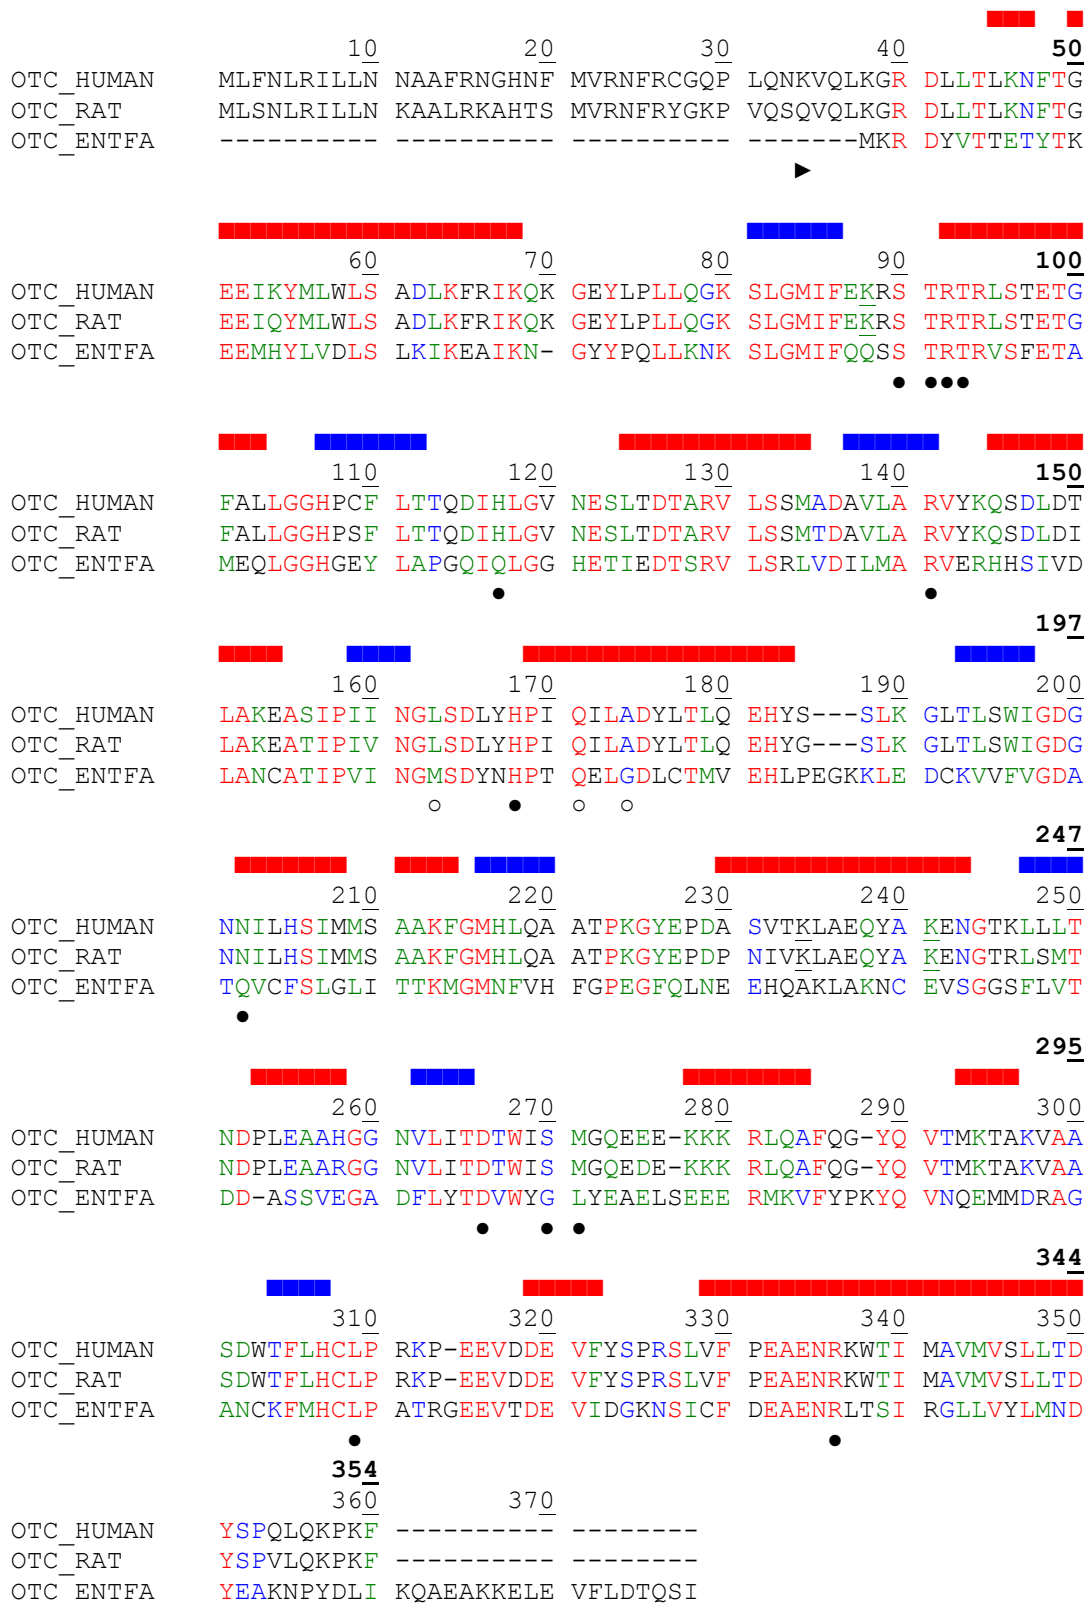 10 20 30 40 50
OTC_HUMAN MLFNLRILLN NAAFRNGHNF MVRNFRCGQP LQNKVQLKGR DLLTLKNFTG
OTC_RAT MLSNLRILLN KAALRKAHTS MVRNFRYGKP VQSQVQLKGR DLLTLKNFTG
OTC_ENTFA ---------- ---------- ---------- -------MKR DYVTTETYTK
►
60 70 80 90 100
OTC_HUMAN EEIKYMLWLS ADLKFRIKQK GEYLPLLQGK SLGMIFEKRS TRTRLSTETG
OTC_RAT EEIQYMLWLS ADLKFRIKQK GEYLPLLQGK SLGMIFEKRS TRTRLSTETG
OTC_ENTFA EEMHYLVDLS LKIKEAIKN- GYYPQLLKNK SLGMIFQQSS TRTRVSFETA
● ●●●
110 120 130 140 150
OTC_HUMAN FALLGGHPCF LTTQDIHLGV NESLTDTARV LSSMADAVLA RVYKQSDLDT
OTC_RAT FALLGGHPSF LTTQDIHLGV NESLTDTARV LSSMTDAVLA RVYKQSDLDI
OTC_ENTFA MEQLGGHGEY LAPGQIQLGG HETIEDTSRV LSRLVDILMA RVERHHSIVD
● ●
197
160 170 180 190 200
OTC_HUMAN LAKEASIPII NGLSDLYHPI QILADYLTLQ EHYS---SLK GLTLSWIGDG
OTC_RAT LAKEATIPIV NGLSDLYHPI QILADYLTLQ EHYG---SLK GLTLSWIGDG
OTC_ENTFA LANCATIPVI NGMSDYNHPT QELGDLCTMV EHLPEGKKLE DCKVVFVGDA
○ ● ○ ○
247
210 220 230 240 250
OTC_HUMAN NNILHSIMMS AAKFGMHLQA ATPKGYEPDA SVTKLAEQYA KENGTKLLLT
OTC_RAT NNILHSIMMS AAKFGMHLQA ATPKGYEPDP NIVKLAEQYA KENGTRLSMT
OTC_ENTFA TQVCFSLGLI TTKMGMNFVH FGPEGFQLNE EHQAKLAKNC EVSGGSFLVT
●
295
260 270 280 290 300
OTC_HUMAN NDPLEAAHGG NVLITDTWIS MGQEEE-KKK RLQAFQG-YQ VTMKTAKVAA
OTC_RAT NDPLEAARGG NVLITDTWIS MGQEDE-KKK RLQAFQG-YQ VTMKTAKVAA
OTC_ENTFA DD-ASSVEGA DFLYTDVWYG LYEAELSEEE RMKVFYPKYQ VNQEMMDRAG
● ● ●
344
310 320 330 340 350
OTC_HUMAN SDWTFLHCLP RKP-EEVDDE VFYSPRSLVF PEAENRKWTI MAVMVSLLTD
OTC_RAT SDWTFLHCLP RKP-EEVDDE VFYSPRSLVF PEAENRKWTI MAVMVSLLTD
OTC_ENTFA ANCKFMHCLP ATRGEEVTDE VIDGKNSICF DEAENRLTSI RGLLVYLMND
● ●
354
360 370
OTC_HUMAN YSPQLQKPKF ---------- --------
OTC_RAT YSPVLQKPKF ---------- --------
OTC_ENTFA YEAKNPYDLI KQAEAKKELE VFLDTQSI